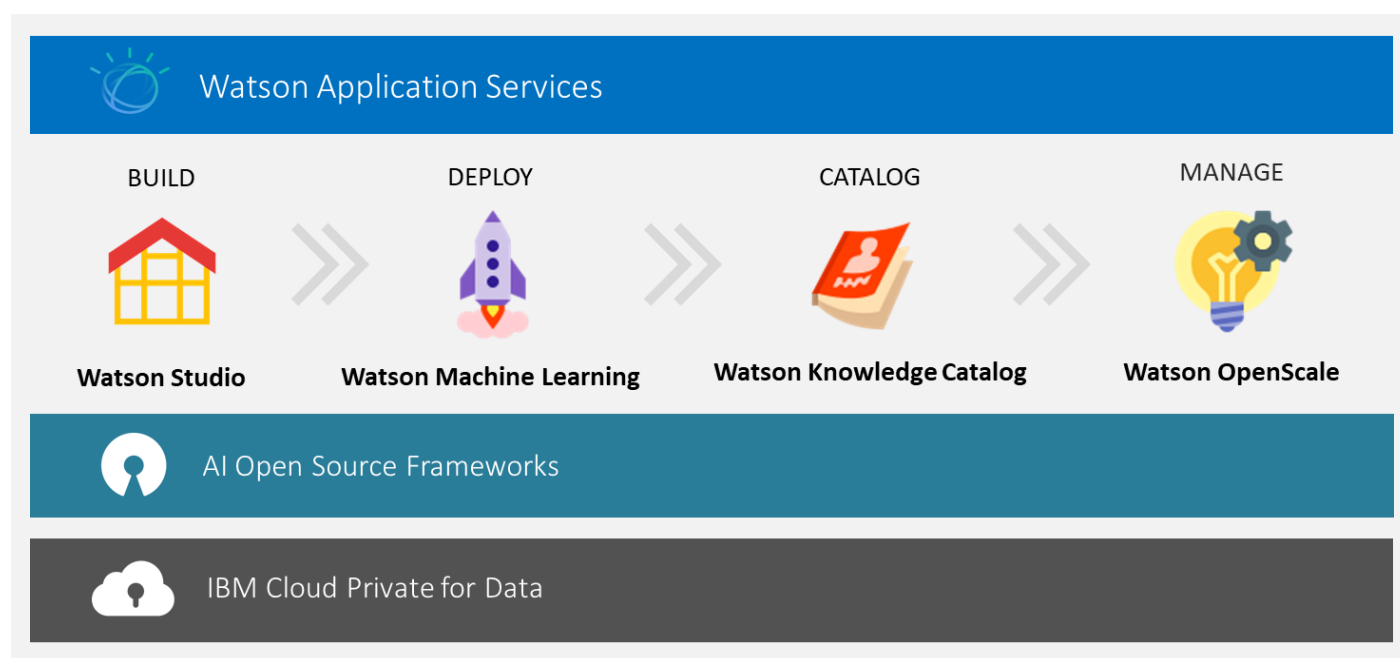 Watson Application Services
BUILD
DEPLOY
CATALOG
MANAGE
Watson Studio
Watson Machine Learning
Watson Knowledge Catalog
Watson OpenScale
AI Open Source Frameworks
IBM Cloud Private for Data